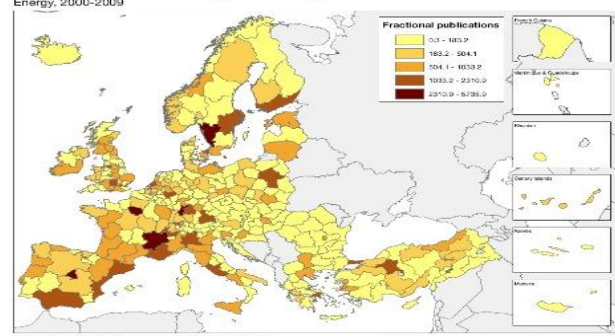 Energy, 2000-2009
Fractional publications
0.3 - 183.2
183.2 - 504.1
504.1 - 1033.2
1033.2 - 2310.9
2310.9 - 5735.9
French Guiana
Martinique & Guadeloupe
Réunion
Canary Islands
Azores
Madeira